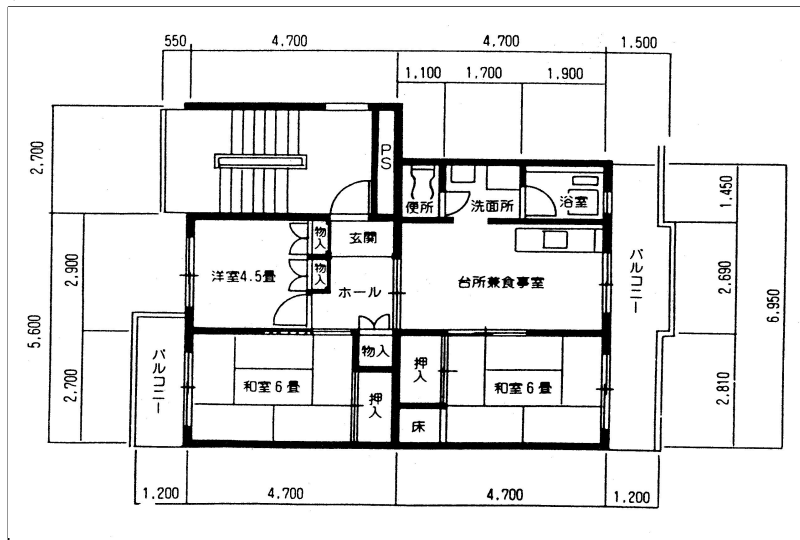 550
4.700
4.700
1.500
1.100
1.700
1.900
2.700
PS
便所
洗面所
浴室
1.450
物入
玄関
2.900
洋室4.5畳
物入
ホール
台所兼食事室
バルコニー
2.690
6.950
5.600
バルコニー
物入
押入
2.700
和室6畳
押入
和室6畳
2.810
床
1.200
4.700
4.700
1.200